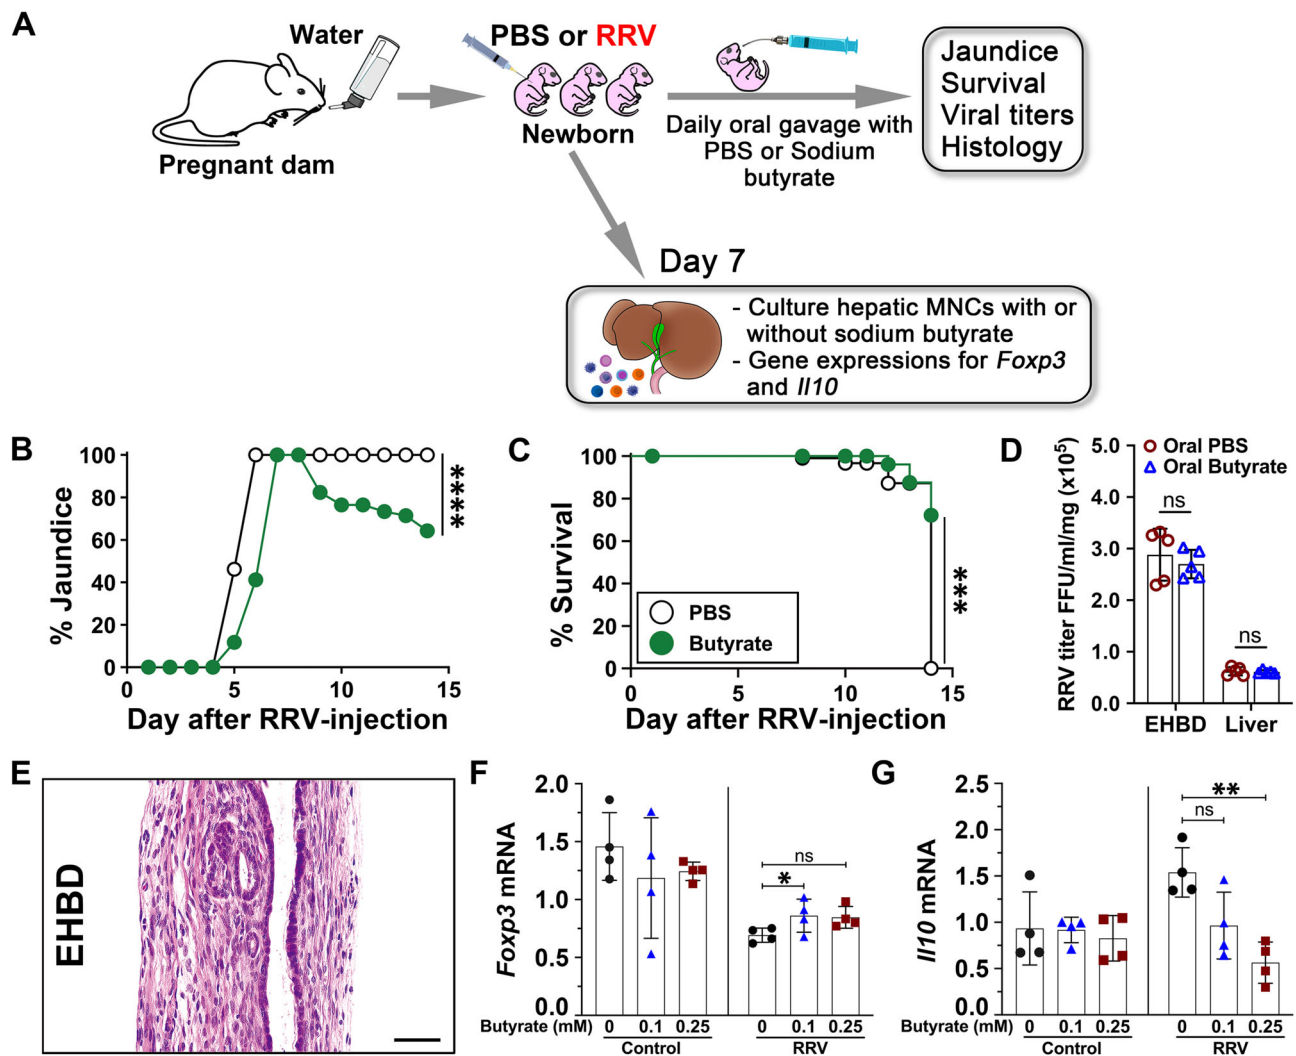 A
Water
PBS or RRV
Pregnant dam
Newborn
Daily oral gavage with
PBS or Sodium
butyrate
Jaundice
Survival
Viral titers
Histology
Day 7
- Culture hepatic MNCs with or
without sodium butyrate
- Gene expressions for Foxp3
and Il10
B
% Jaundice
100
80
60
40
20
0
0 5 10 15
Day after RRV-injection
****
C
% Survival
100
80
60
40
20
0
0 5 10 15
Day after RRV-injection
PBS
Butyrate
***
D
RRV titer FFU/ml/mg (x10⁵)
5.0
4.0
3.0
2.0
1.0
0.0
Oral PBS
Oral Butyrate
ns
ns
EHBD Liver
E
EHBD
F
Foxp3 mRNA
2.0
1.5
1.0
0.5
0.0
ns
*
Butyrate (mM) 0 0.1 0.25 0 0.1 0.25
Control RRV
G
Il10 mRNA
2.5
2.0
1.5
1.0
0.5
0.0
**
ns
Butyrate (mM) 0 0.1 0.25 0 0.1 0.25
Control RRV